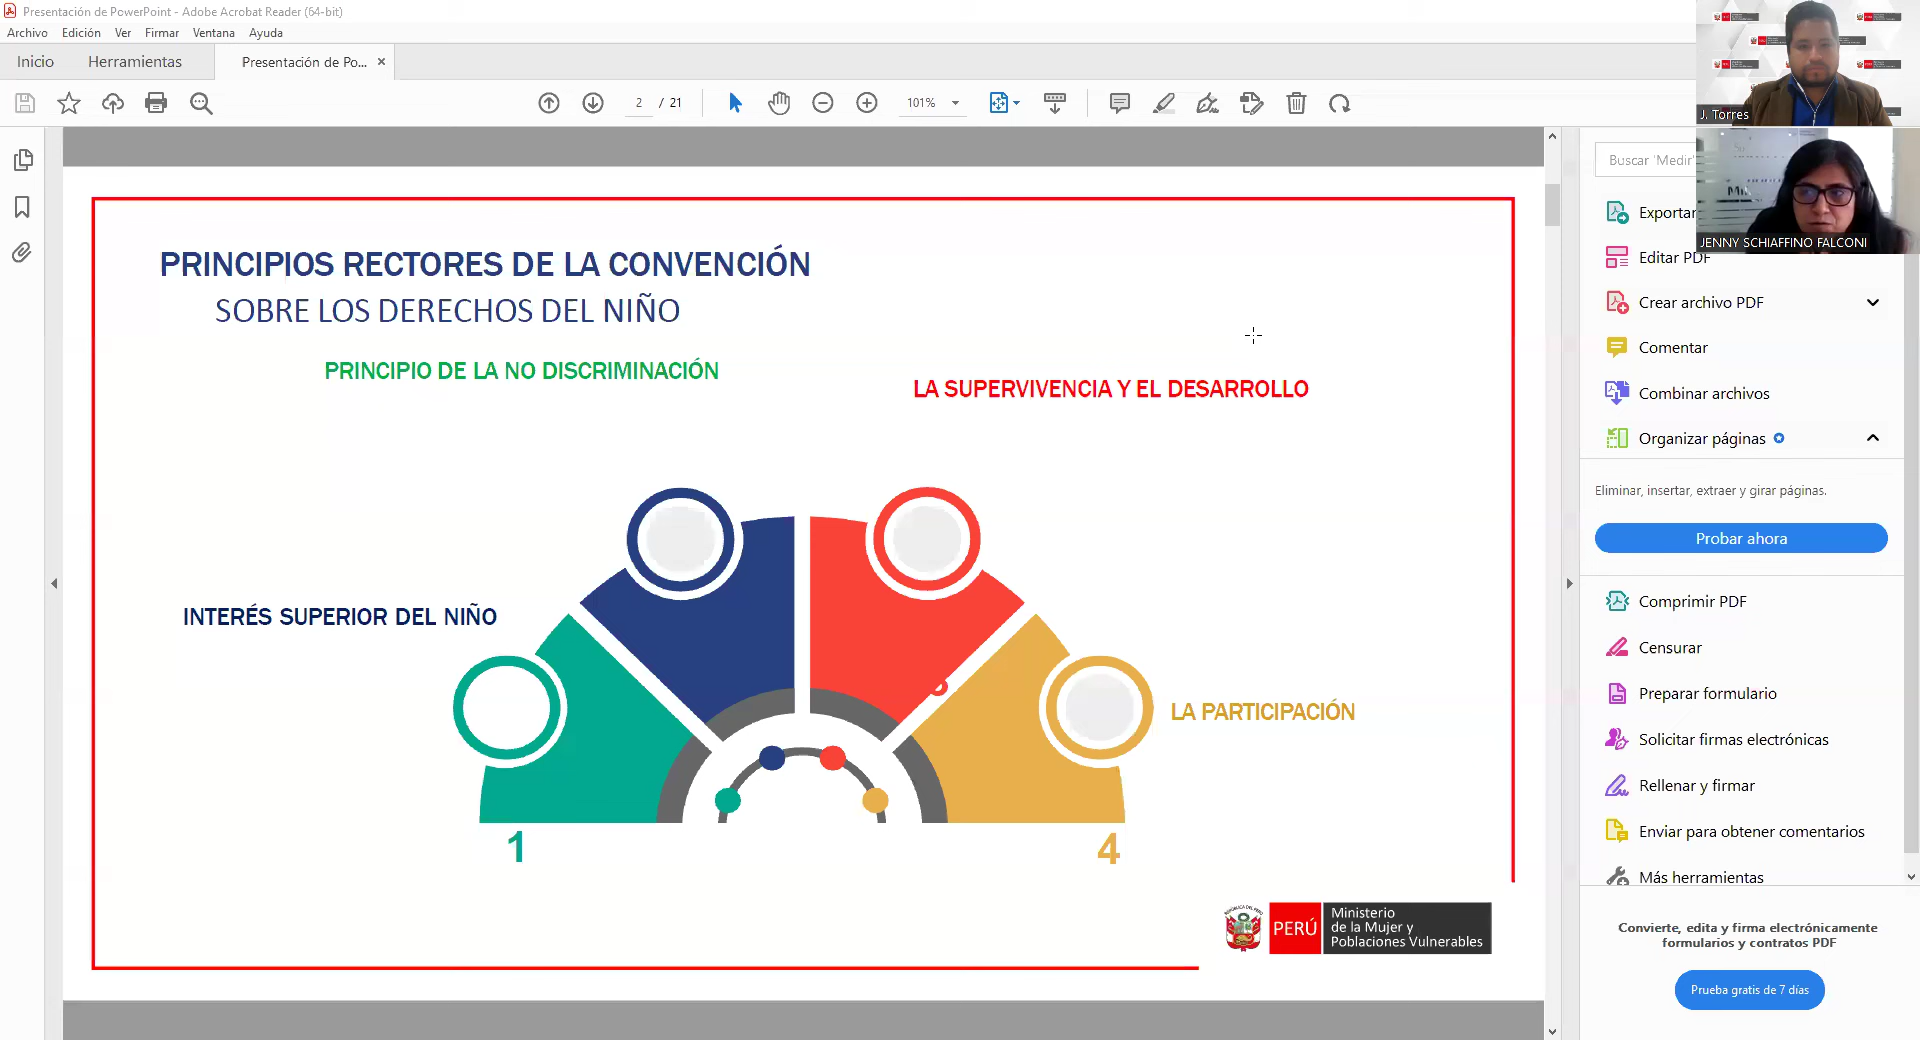 Presentación de PowerPoint - Adobe Acrobat Reader (64-bit)
Archivo Edición Ver Firmar Ventana Ayuda
Inicio Herramientas Presentación de Po... ×
2 / 21 101%
J. Torres
JENNY SCHIAFFINO FALCONI
PRINCIPIOS RECTORES DE LA CONVENCIÓN
SOBRE LOS DERECHOS DEL NIÑO
PRINCIPIO DE LA NO DISCRIMINACIÓN
LA SUPERVIVENCIA Y EL DESARROLLO
INTERÉS SUPERIOR DEL NIÑO
LA PARTICIPACIÓN
1
4
PERÚ
Ministerio
de la Mujer y
Poblaciones Vulnerables
Buscar 'Medir'
Exportar
Editar PDF
Crear archivo PDF
Comentar
Combinar archivos
Organizar páginas
Eliminar, insertar, extraer y girar páginas.
Probar ahora
Comprimir PDF
Censurar
Preparar formulario
Solicitar firmas electrónicas
Rellenar y firmar
Enviar para obtener comentarios
Más herramientas
Convierte, edita y firma electrónicamente
formularios y contratos PDF
Prueba gratis de 7 días